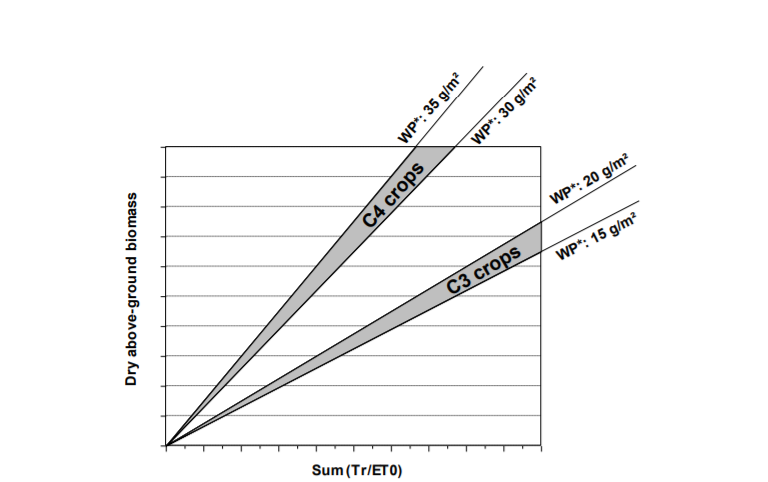 WP*: 35 g/m²
WP*: 30 g/m²
C4 crops
WP*: 20 g/m²
WP*: 15 g/m²
C3 crops
Dry above-ground biomass
Sum(Tr/ET0)